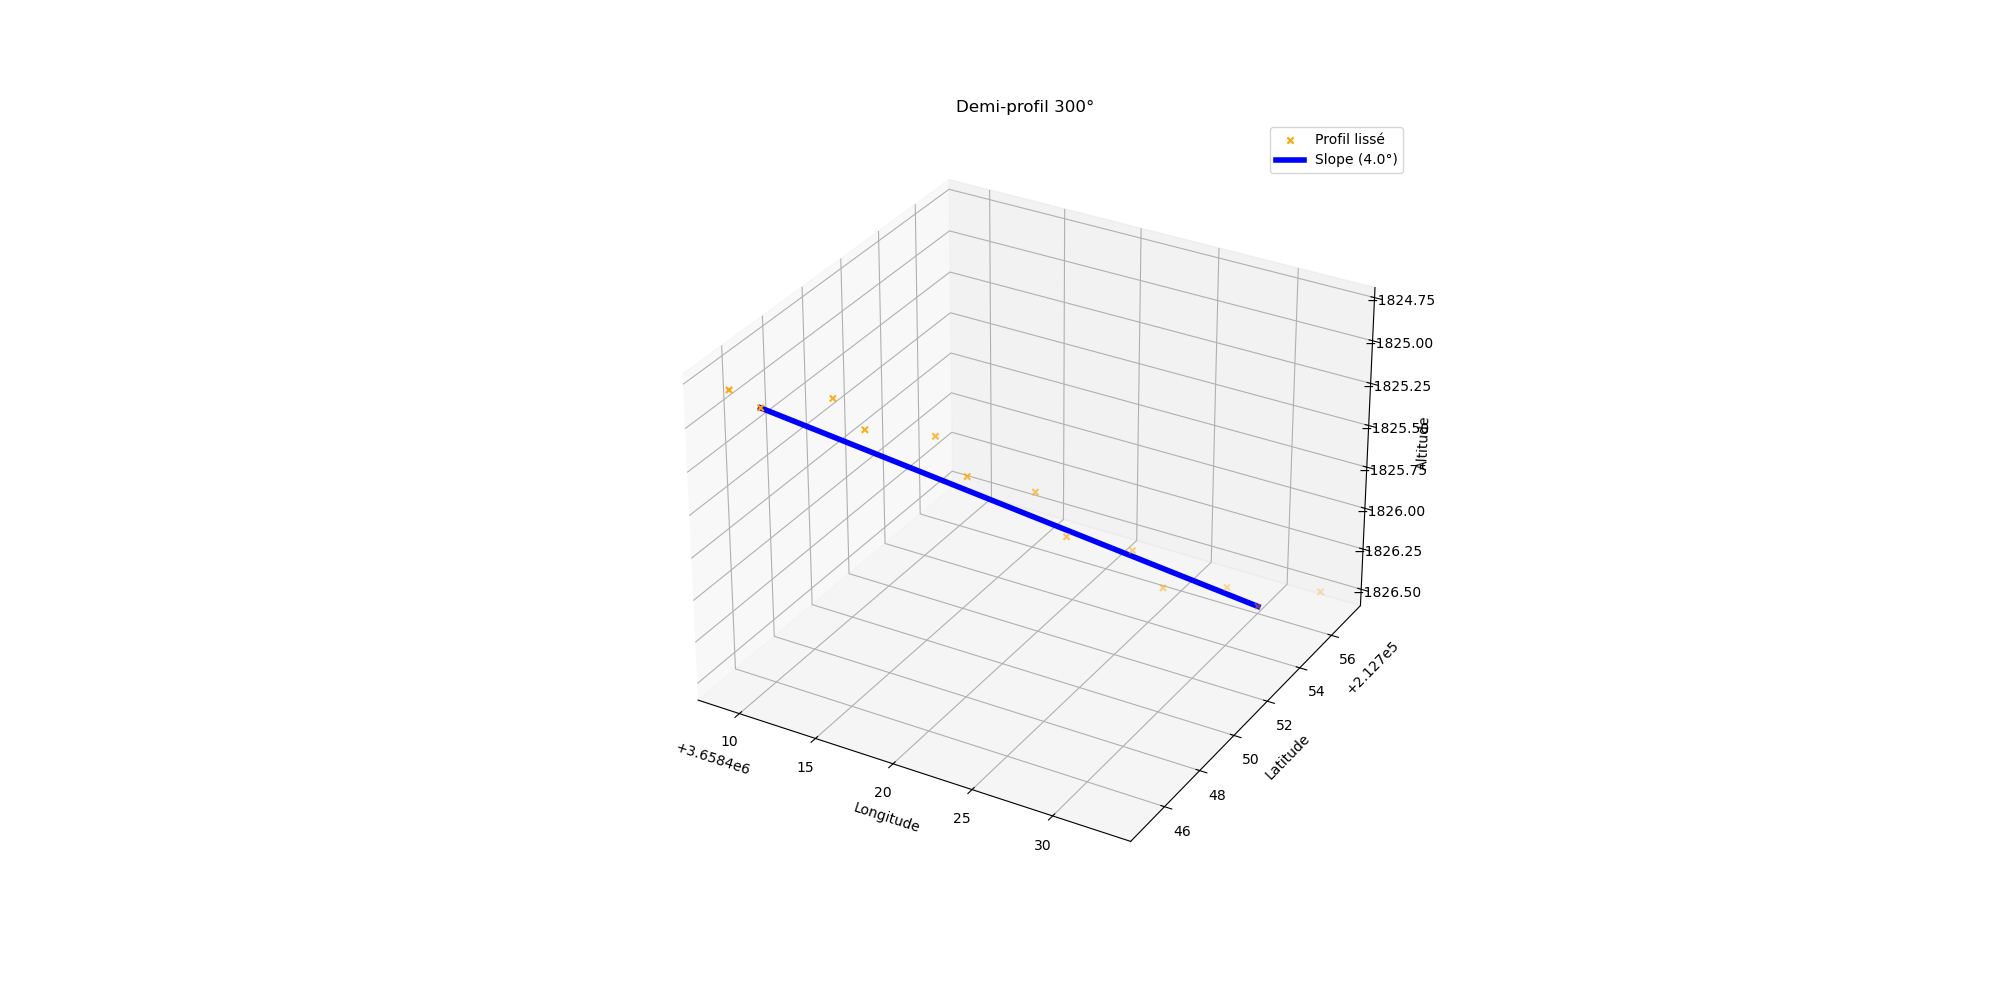 Demi-profil 300°
Profil lissé
Slope (4.0°)
−1824.75
−1825.00
−1825.25
−1825.50
−1825.75
−1826.00
−1826.25
−1826.50
Altitude
56
54
52
50
48
46
+2.127e5
Latitude
10
15
20
25
30
+3.6584e6
Longitude